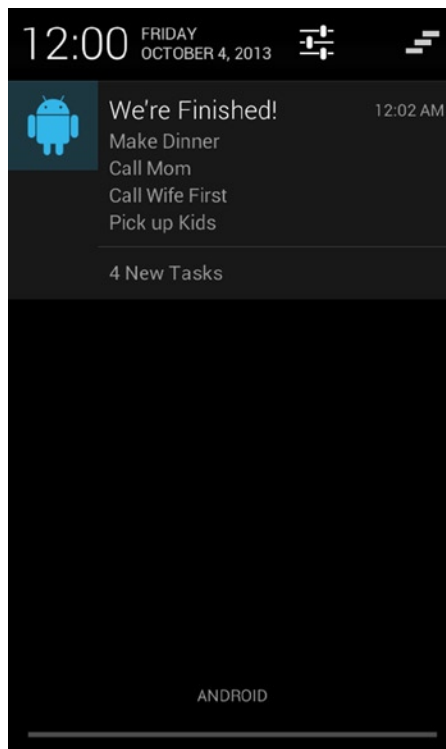 12:00
FRIDAY
OCTOBER 4, 2013
We're Finished!
12:02 AM
Make Dinner
Call Mom
Call Wife First
Pick up Kids
4 New Tasks
ANDROID